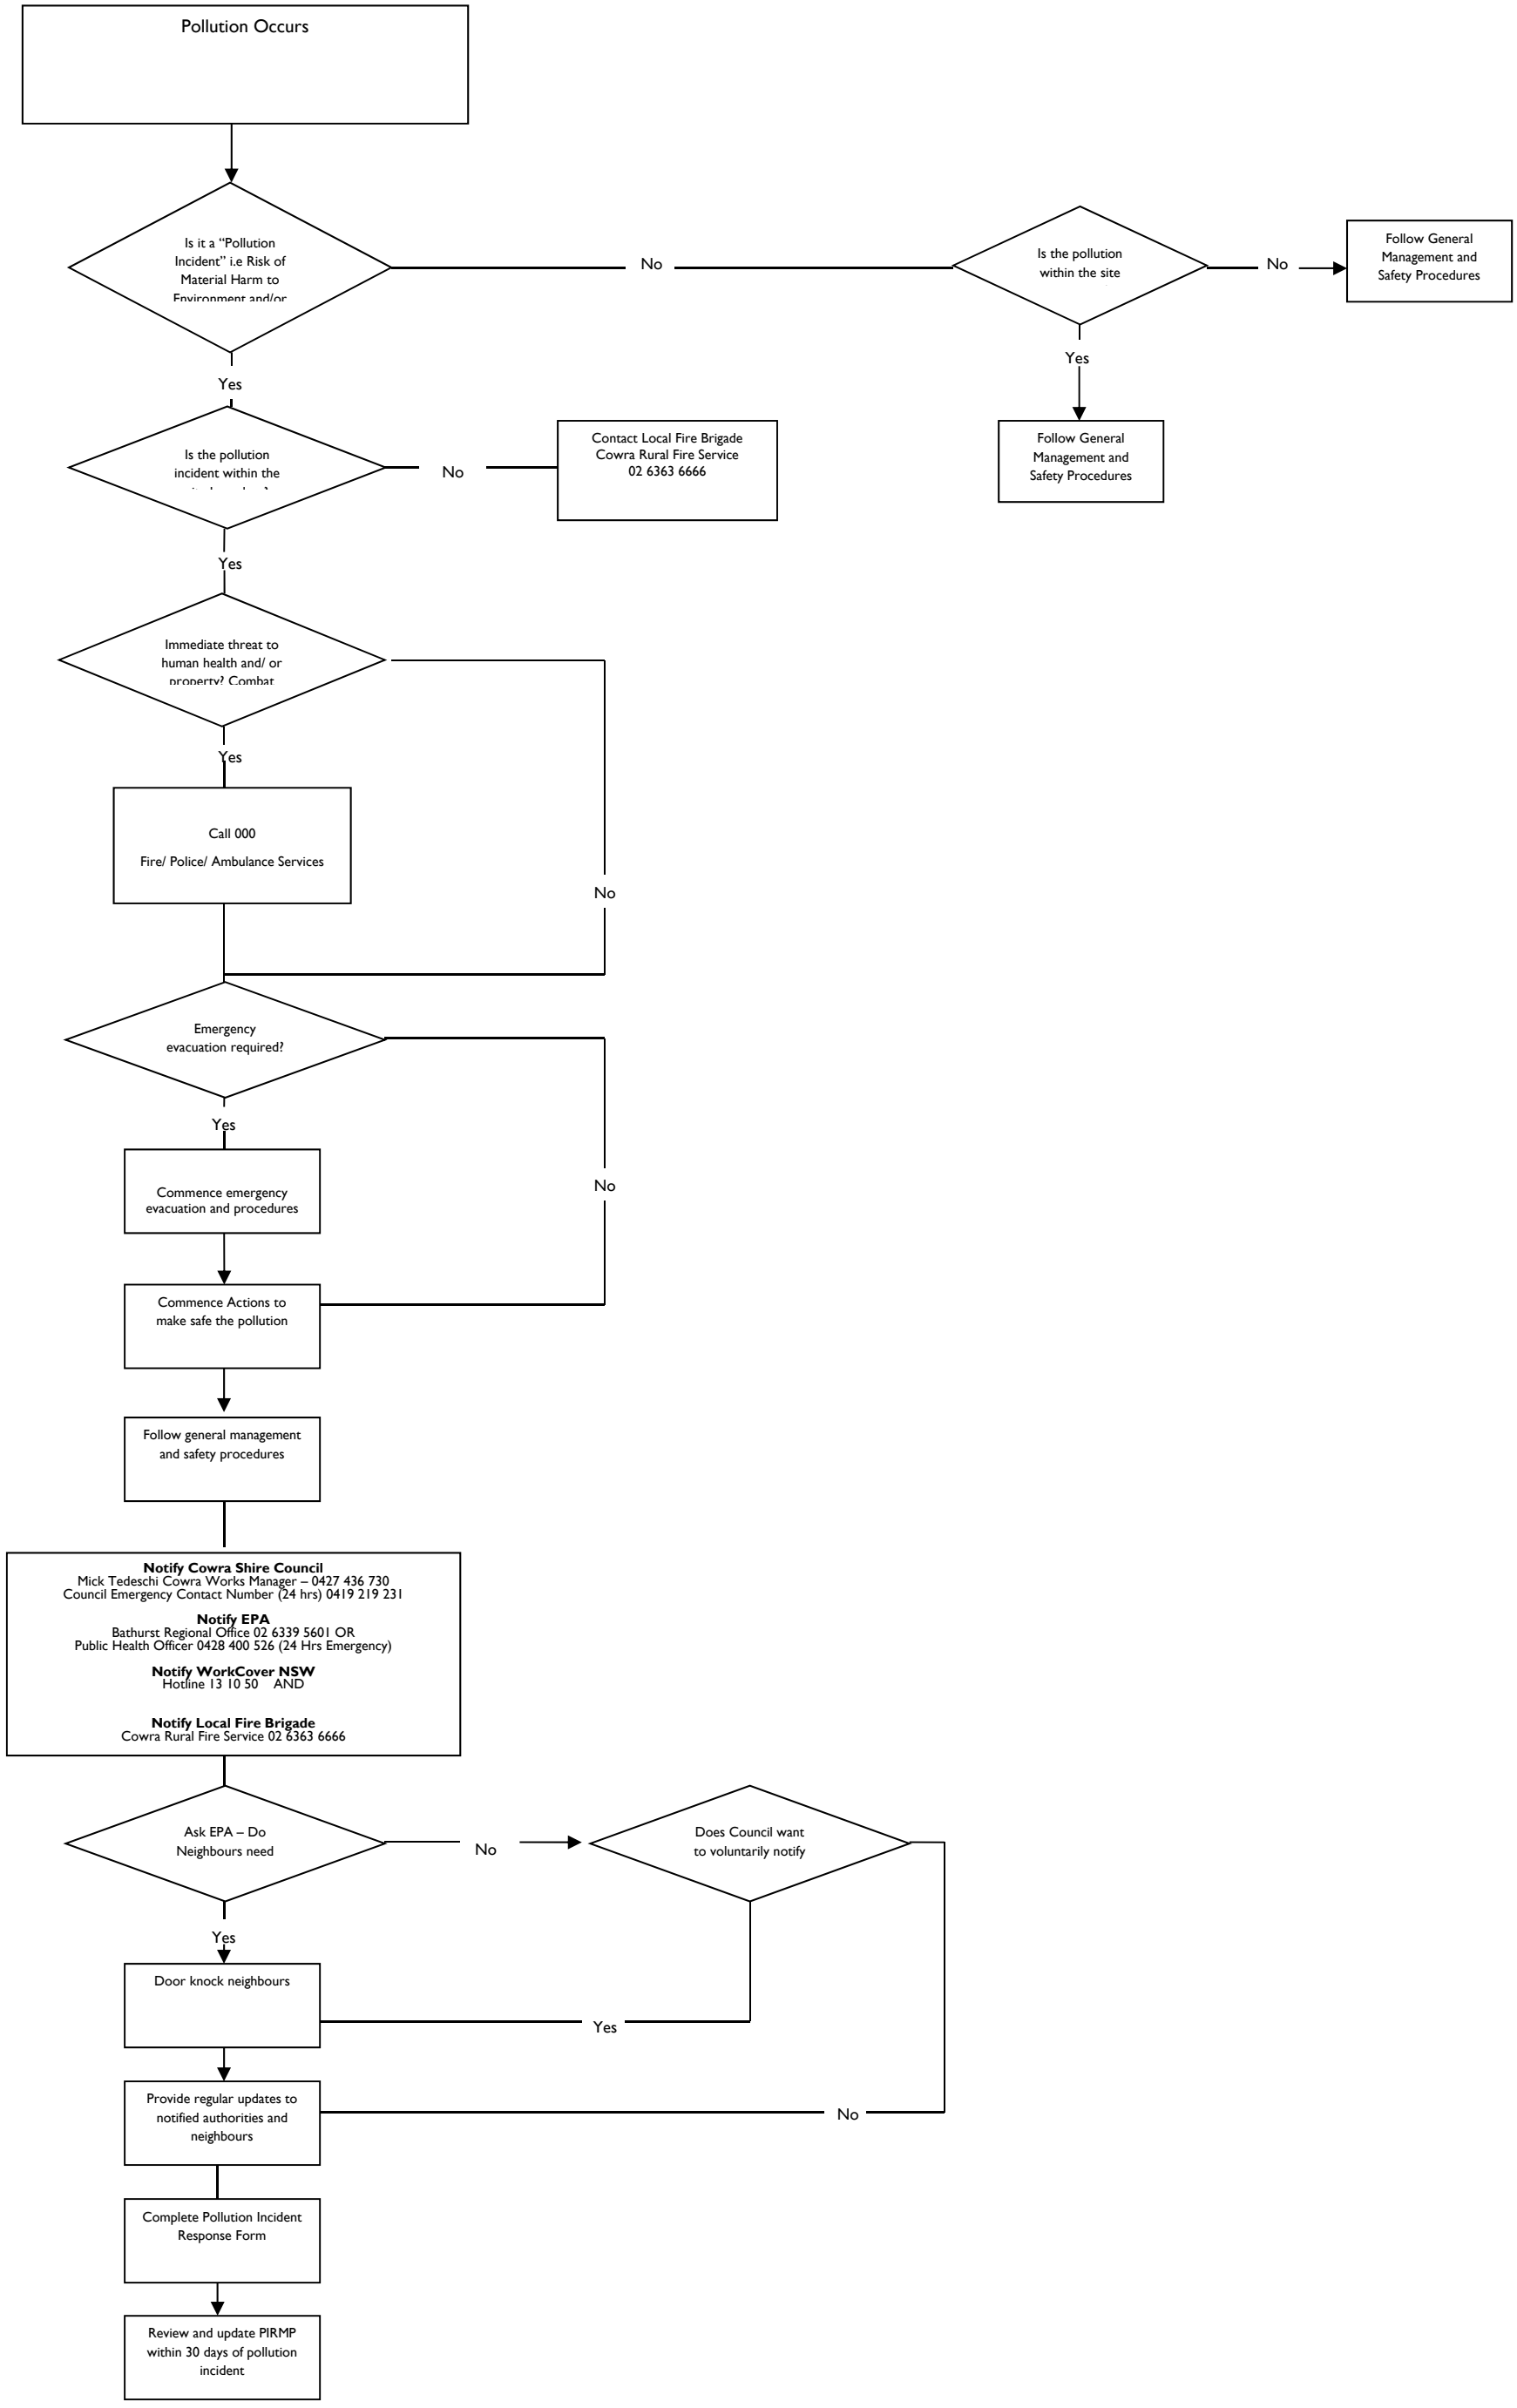 Pollution Occurs
Is it a “Pollution
Incident” i.e Risk of
Material Harm to
Environment and/or
No
Is the pollution
within the site
No
Follow General
Management and
Safety Procedures
Yes
Yes
Is the pollution
incident within the
No
Contact Local Fire Brigade
Cowra Rural Fire Service
02 6363 6666
Follow General
Management and
Safety Procedures
Yes
Immediate threat to
human health and/ or
property? Combat
Yes
Call 000
Fire/ Police/ Ambulance Services
No
Emergency
evacuation required?
Yes
Commence emergency
evacuation and procedures
No
Commence Actions to
make safe the pollution
Follow general management
and safety procedures
Notify Cowra Shire Council
Mick Tedeschi Cowra Works Manager – 0427 436 730
Council Emergency Contact Number (24 hrs) 0419 219 231
Notify EPA
Bathurst Regional Office 02 6339 5601 OR
Public Health Officer 0428 400 526 (24 Hrs Emergency)
Notify WorkCover NSW
Hotline 13 10 50 AND
Notify Local Fire Brigade
Cowra Rural Fire Service 02 6363 6666
Ask EPA – Do
Neighbours need
No
Does Council want
to voluntarily notify
Yes
Door knock neighbours
Yes
Provide regular updates to
notified authorities and
neighbours
No
Complete Pollution Incident
Response Form
Review and update PIRMP
within 30 days of pollution
incident